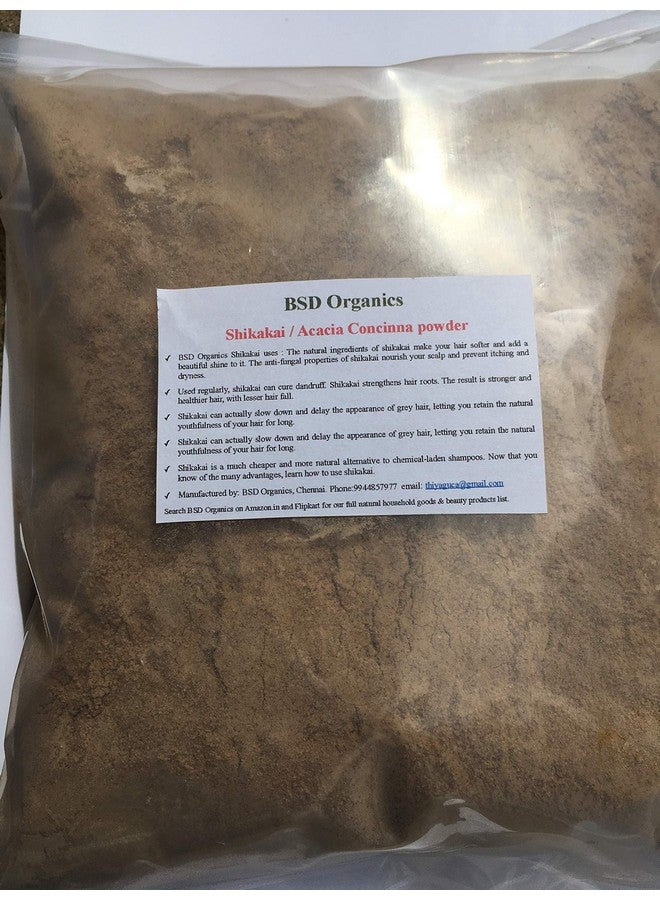 BSD Organics
Shikakai / Acacia Concinna powder
✓ BSD Organics Shikakai uses : The natural ingredients of shikakai make your hair softer and add a
beautiful shine to it. The anti-fungal properties of shikakai nourish your scalp and prevent itching and
dryness.
✓ Used regularly, shikakai can cure dandruff. Shikakai strengthens hair roots. The result is stronger and
healthier hair, with lesser hair fall.
✓ Shikakai can actually slow down and delay the appearance of grey hair, letting you retain the natural
youthfulness of your hair for long.
✓ Shikakai can actually slow down and delay the appearance of grey hair, letting you retain the natural
youthfulness of your hair for long.
✓ Shikakai is a much cheaper and more natural alternative to chemical-laden shampoos. Now that you
know of the many advantages, learn how to use shikakai.
✓ Manufactured by: BSD Organics, Chennai. Phone:9944857977 email: thiyaguca@gmail.com
Search BSD Organics on Amazon.in and Flipkart for our full natural household goods & beauty products list.